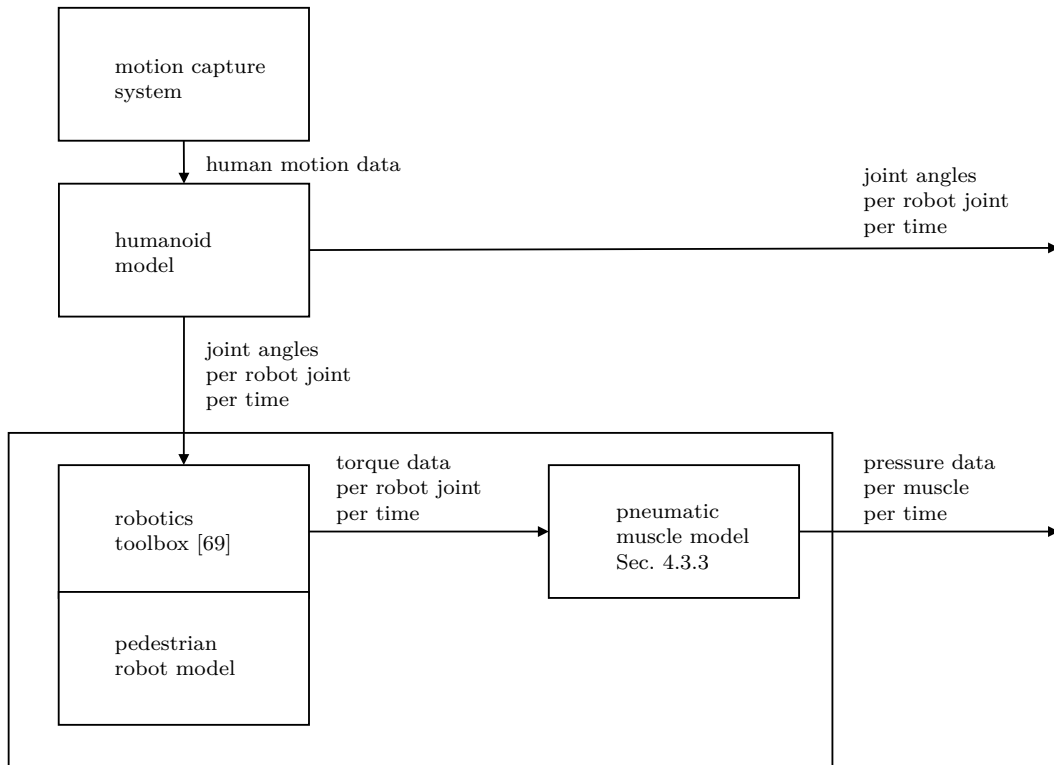 motion capture
system
human motion data
humanoid
model
joint angles
per robot joint
per time
joint angles
per robot joint
per time
robotics
toolbox [69]
torque data
per robot joint
per time
pneumatic
muscle model
Sec. 4.3.3
pressure data
per muscle
per time
pedestrian
robot model